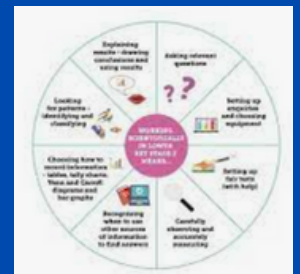 Explaining
results - drawing
conclusions and
using results
Asking relevant
questions
Setting up
enquiries
and choosing
equipment
Setting up
fair tests
(with help)
Carefully
observing and
accurately
measuring
Recognising
when to use
other sources
of information
to find answers
Choosing how to
record information
- tables, tally charts,
Venn and Carroll
diagrams and
bar graphs
Looking
for patterns -
identifying and
classifying
WORKING
SCIENTIFICALLY
IN LOWER
KEY STAGE 2
MEANS...